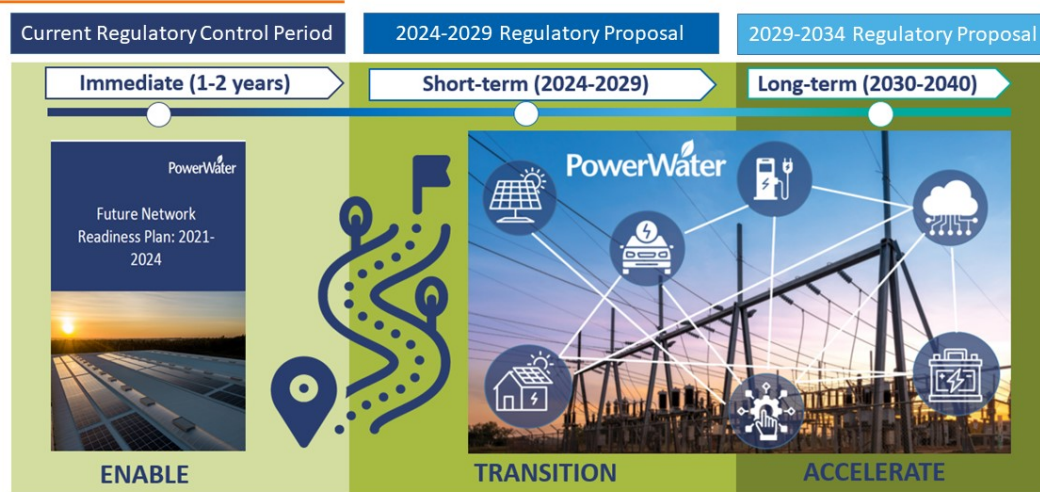 Current Regulatory Control Period
2024-2029 Regulatory Proposal
2029-2034 Regulatory Proposal
Immediate (1-2 years)
Short-term (2024-2029)
Long-term (2030-2040)
PowerWater
Future Network
Readiness Plan: 2021-
2024
PowerWater
ENABLE
TRANSITION
ACCELERATE